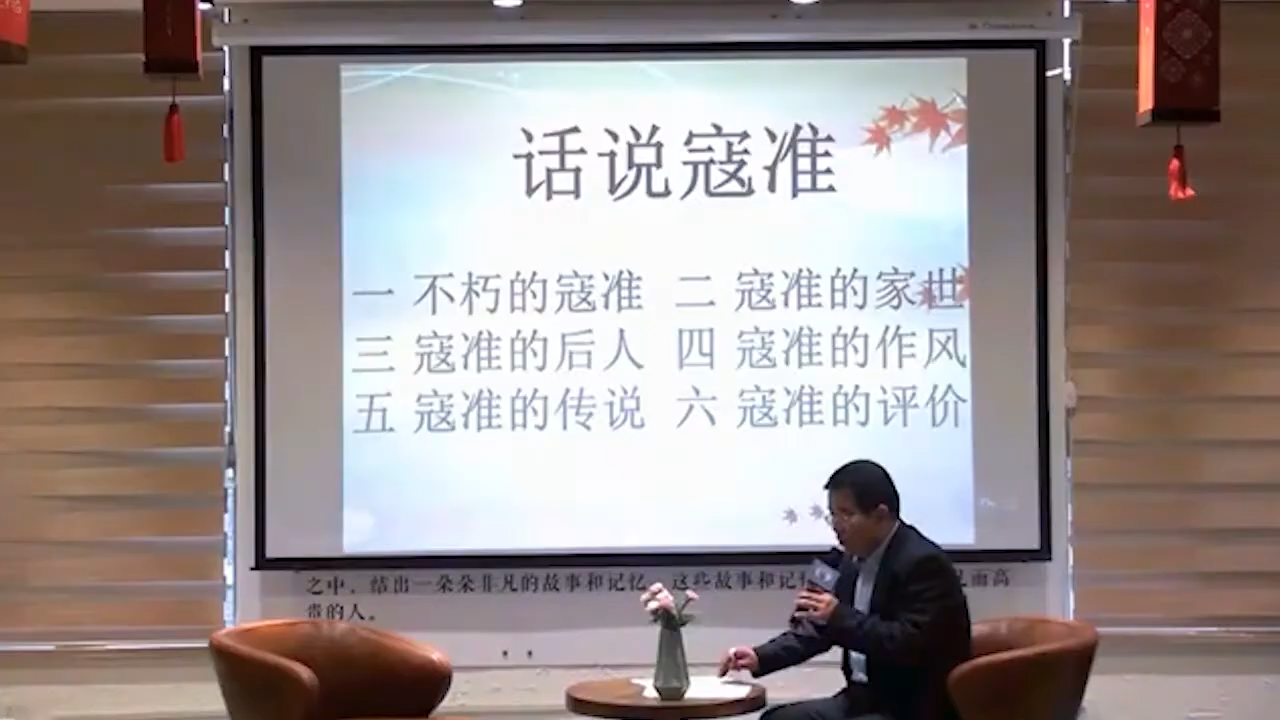 话说寇准
一 不朽的寇准 二 寇准的家世
三 寇准的后人 四 寇准的作风
五 寇准的传说 六 寇准的评价
之中，结出一朵朵非凡的故事和记忆，这些故事和记 而高
贵的人。